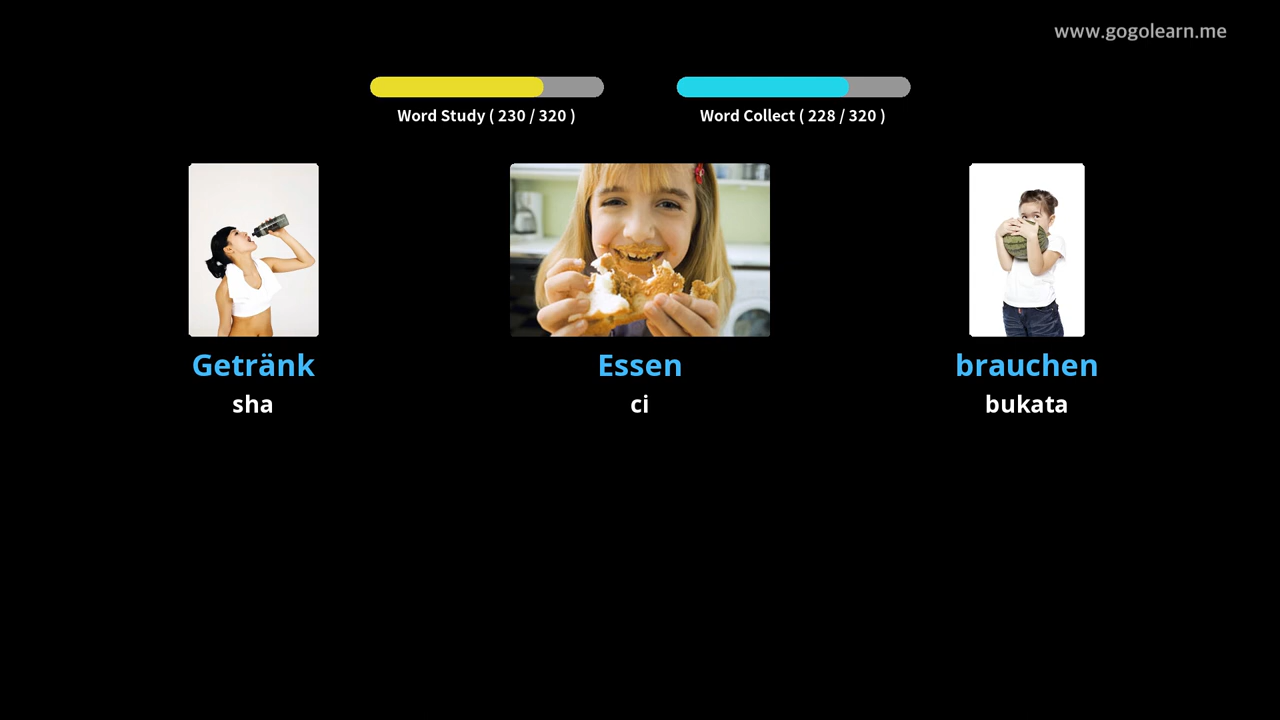 www.gogolearn.me
Word Study ( 230 / 320 )
Word Collect ( 228 / 320 )
Getränk
sha
Essen
ci
brauchen
bukata